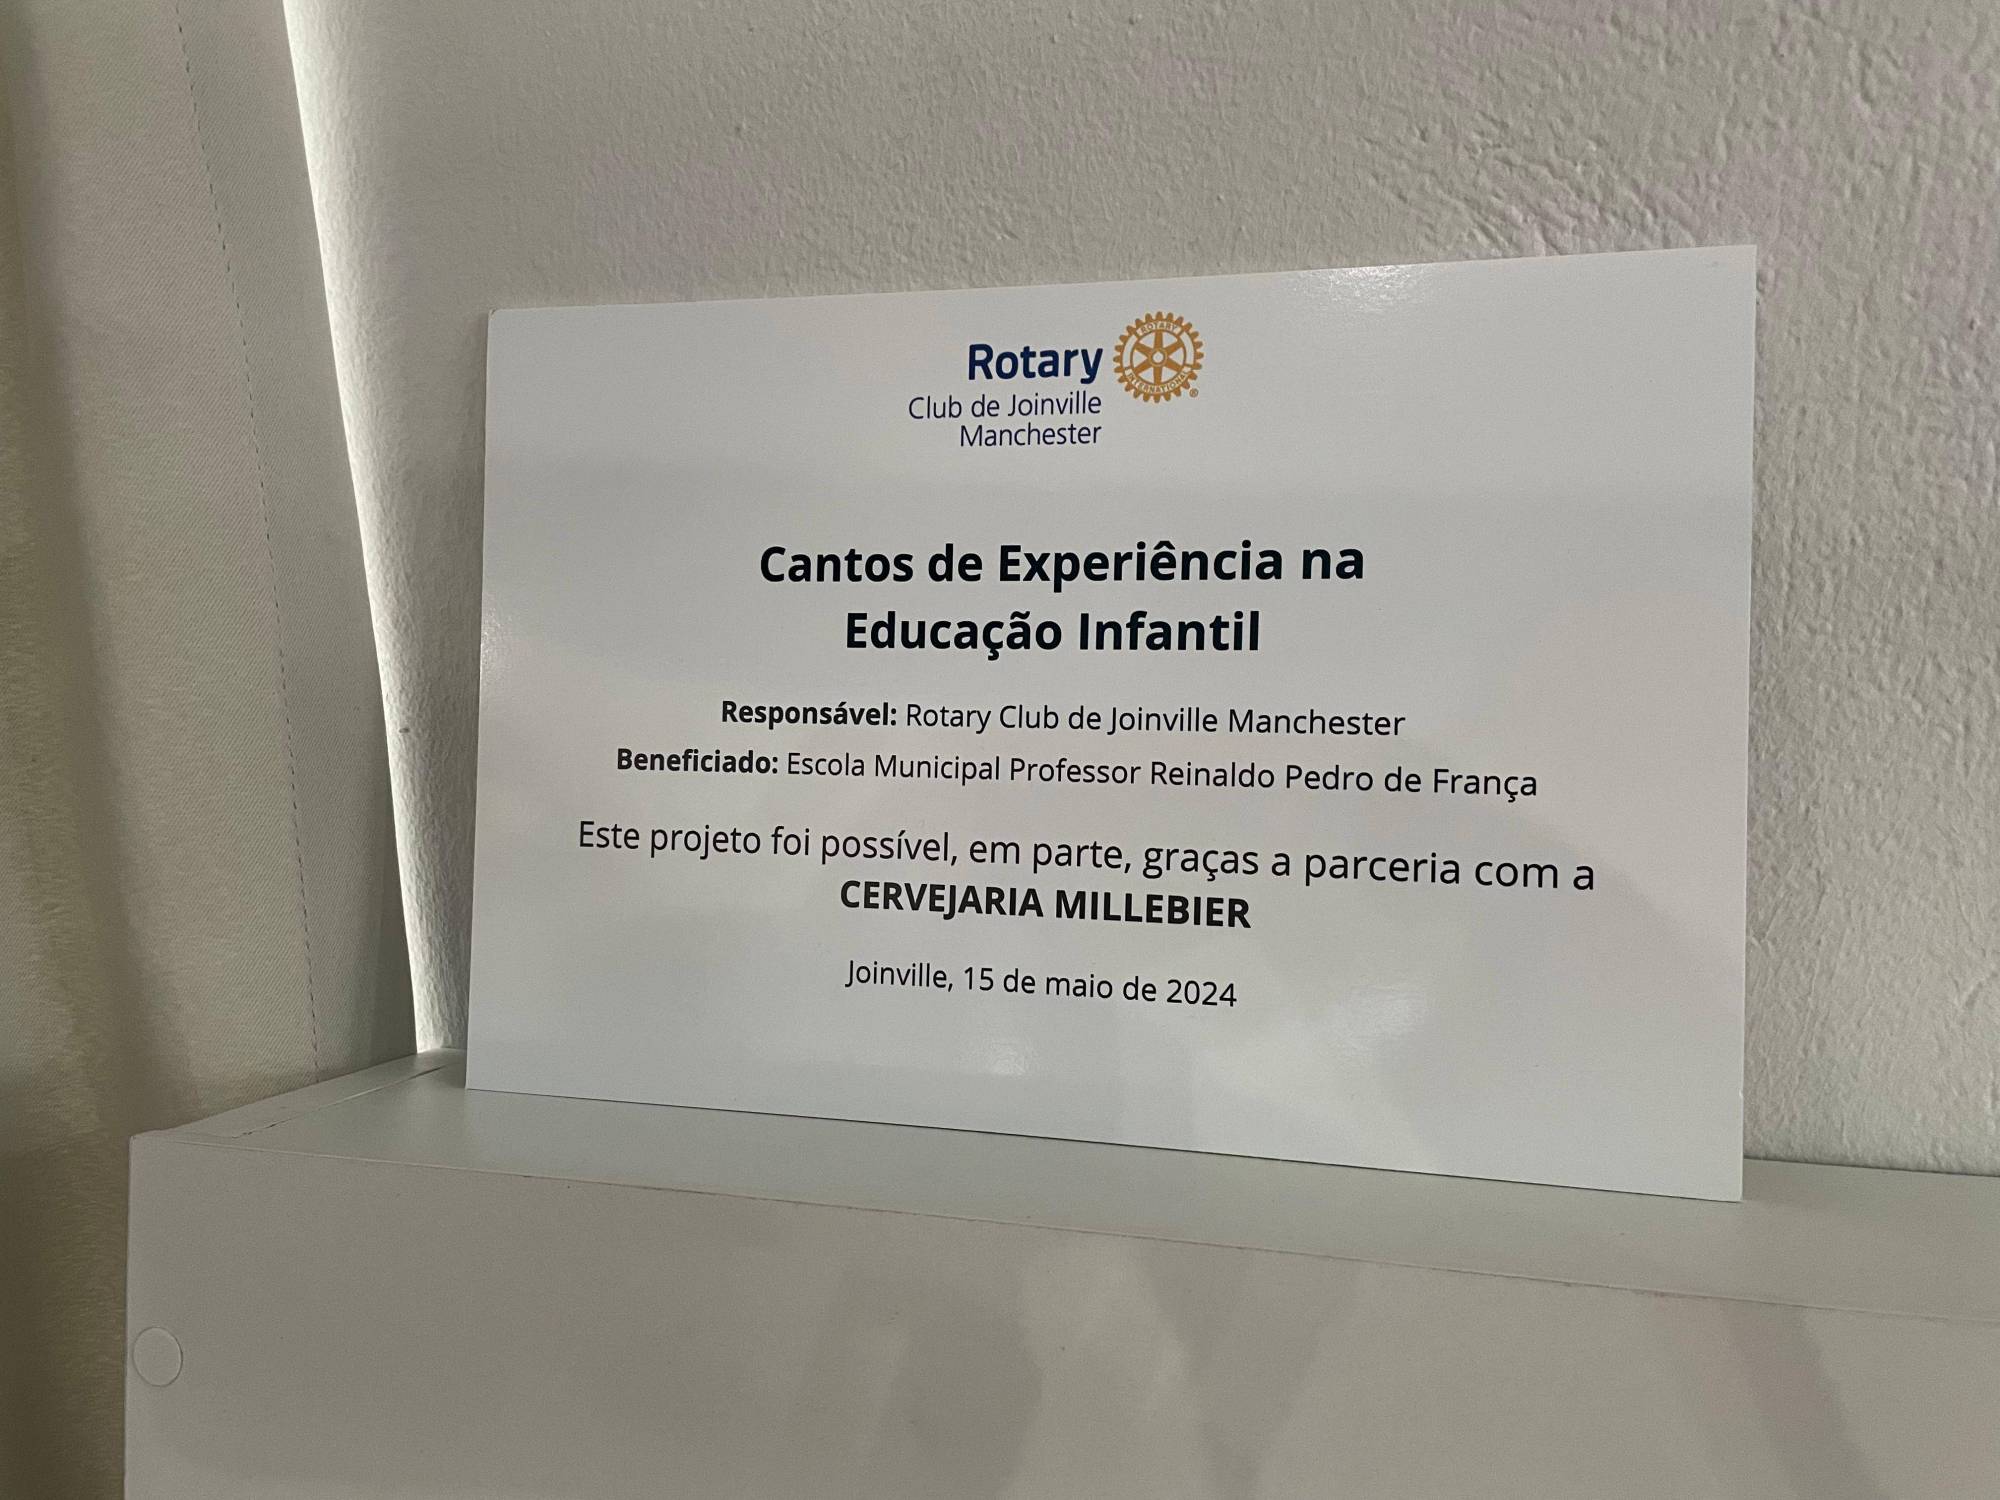 Rotary
Club de Joinville
Manchester
ROTARY
INTERNATIONAL
Cantos de Experiência na
Educação Infantil
Responsável: Rotary Club de Joinville Manchester
Beneficiado: Escola Municipal Professor Reinaldo Pedro de França
Este projeto foi possível, em parte, graças a parceria com a
CERVEJARIA MILLEBIER
Joinville, 15 de maio de 2024